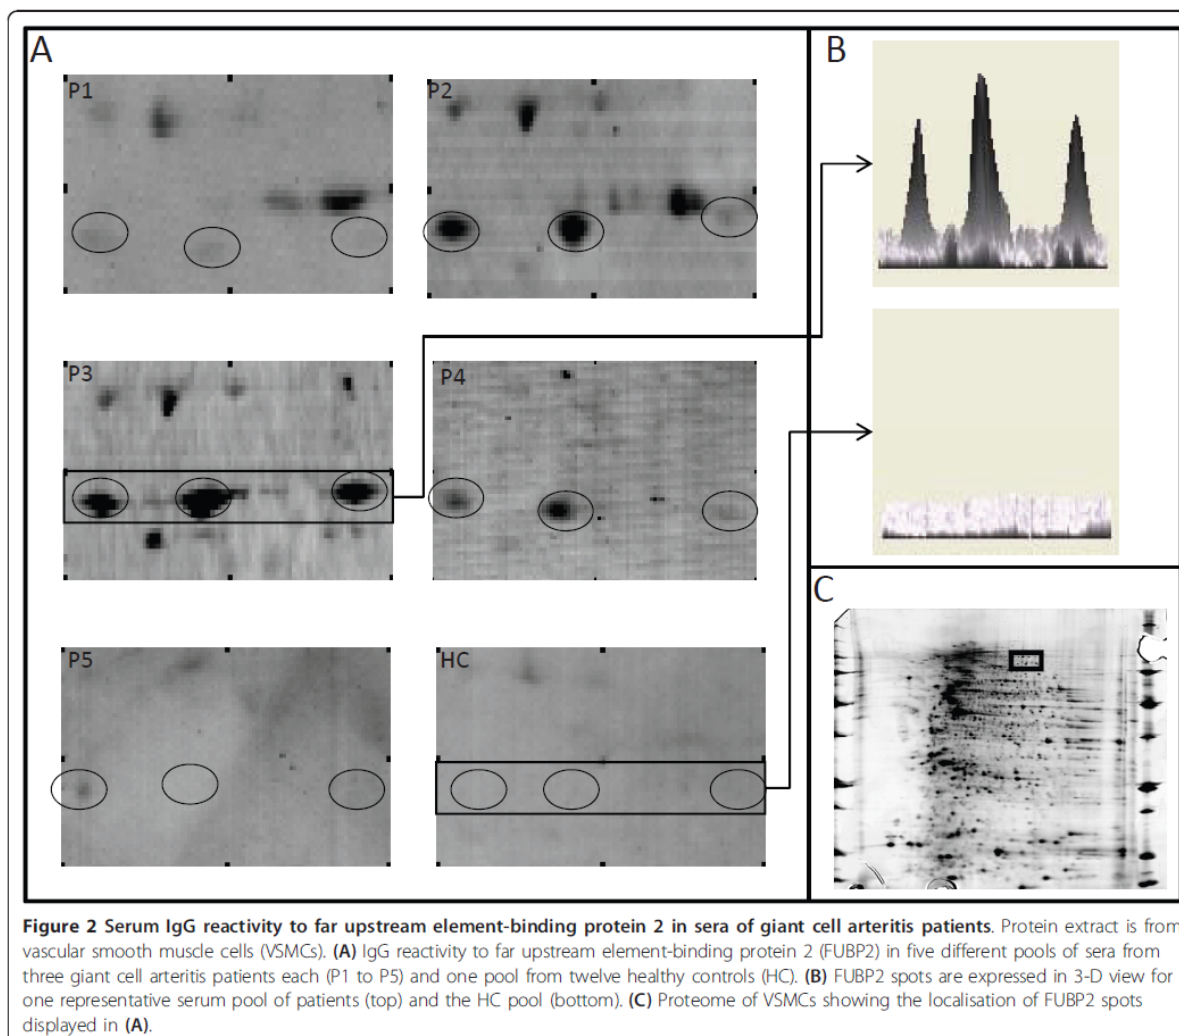 A
B
P1
P2
P3
P4
P5
HC
C
Figure 2 Serum IgG reactivity to far upstream element-binding protein 2 in sera of giant cell arteritis patients. Protein extract is from
vascular smooth muscle cells (VSMCs). (A) IgG reactivity to far upstream element-binding protein 2 (FUBP2) in five different pools of sera from
three giant cell arteritis patients each (P1 to P5) and one pool from twelve healthy controls (HC). (B) FUBP2 spots are expressed in 3-D view for
one representative serum pool of patients (top) and the HC pool (bottom). (C) Proteome of VSMCs showing the localisation of FUBP2 spots
displayed in (A).